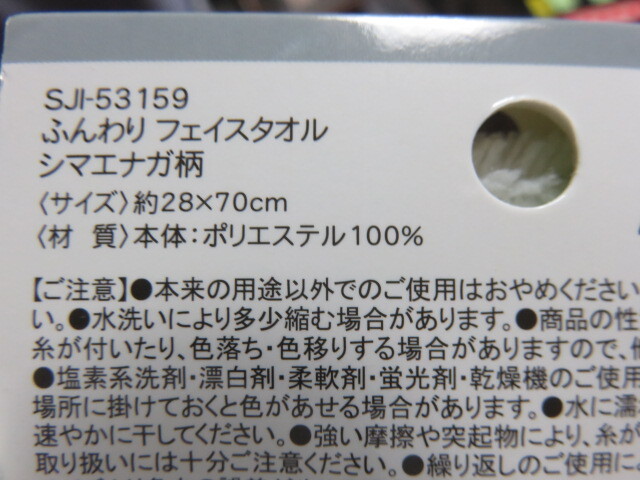 SJI-53159
ふんわり フェイスタオル
シマエナガ柄
〈サイズ〉約28×70cm
〈材 質〉本体：ポリエステル100%
【ご注意】●本来の用途以外でのご使用はおやめください
い。●水洗いにより多少縮む場合があります。●商品の性
糸が付いたり、色落ち・色移りする場合がありますので、他
●塩素系洗剤・漂白剤・柔軟剤・蛍光剤・乾燥機のご使用
場所に掛けておくと色があせる場合があります。●水に濡
速やかに干してください。●強い摩擦や突起物により、糸が
取り扱いには十分ご注意ください。●繰り返しのご使用に